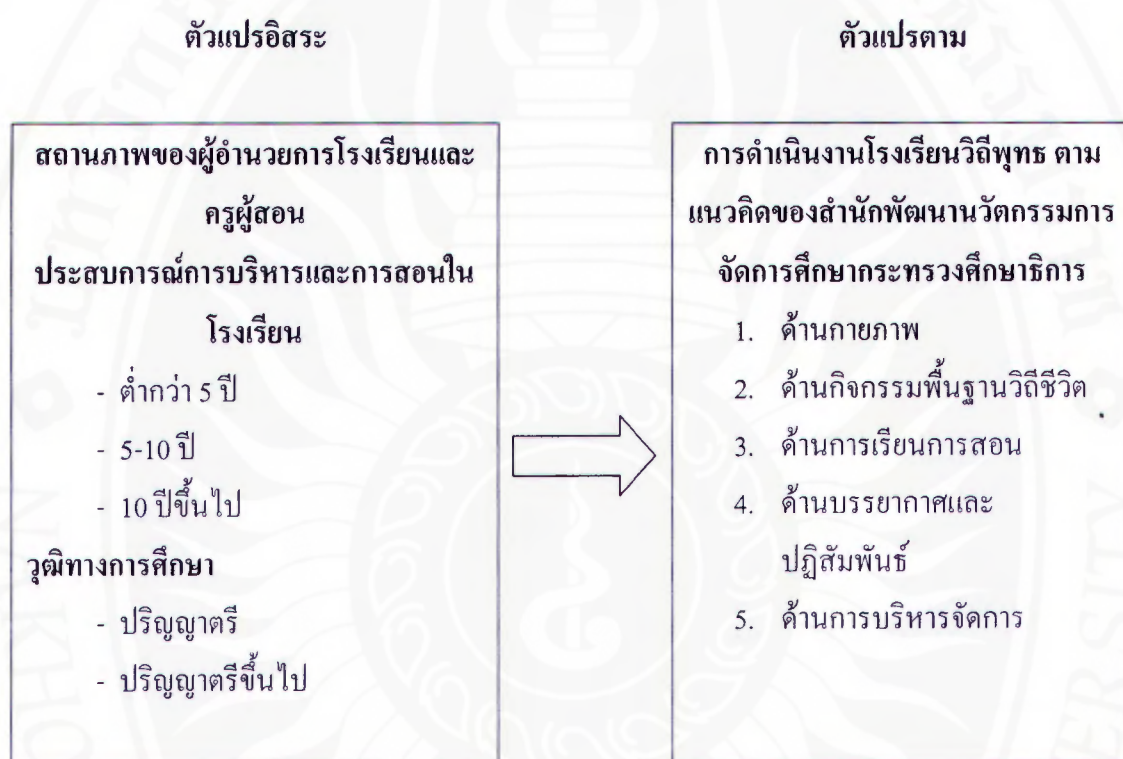 ตัวแปรอิสระ
ตัวแปรตาม
สถานภาพของผู้อำนวยการโรงเรียนและ
ครูผู้สอน
ประสบการณ์การบริหารและการสอนใน
โรงเรียน
- ต่ำกว่า 5 ปี
- 5-10 ปี
- 10 ปีขึ้นไป
วุฒิทางการศึกษา
- ปริญญาตรี
- ปริญญาตรีขึ้นไป
การดำเนินงานโรงเรียนวิถีพุทธ ตาม
แนวคิดของสำนักพัฒนานวัตกรรมการ
จัดการศึกษากระทรวงศึกษาธิการ
1. ด้านกายภาพ
2. ด้านกิจกรรมพื้นฐานวิถีชีวิต
3. ด้านการเรียนการสอน
4. ด้านบรรยากาศและ
ปฏิสัมพันธ์
5. ด้านการบริหารจัดการ